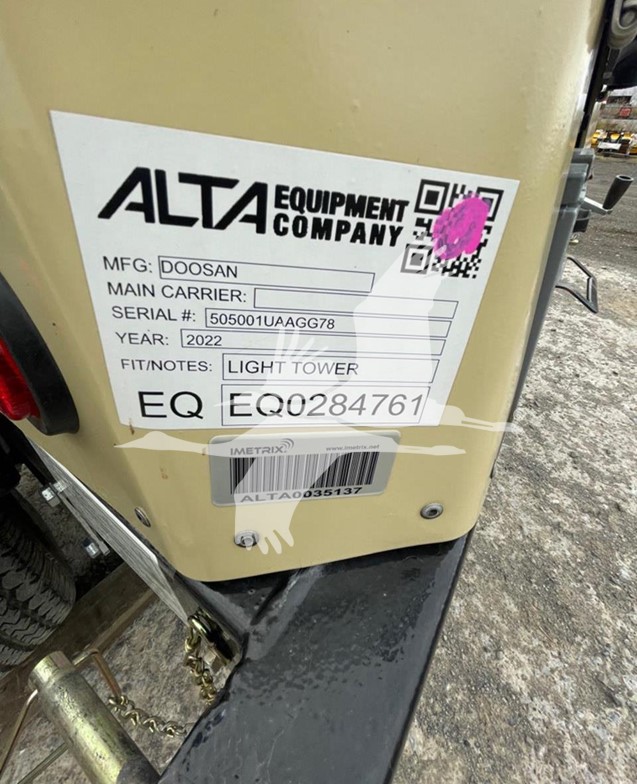 ALTA EQUIPMENT
COMPANY
MFG: DOOSAN
MAIN CARRIER:
SERIAL #: 505001UAAGG78
YEAR: 2022
FIT/NOTES: LIGHT TOWER
EQ EQ0284761
IMETRIX www.imetrix.net
ALTA0035137